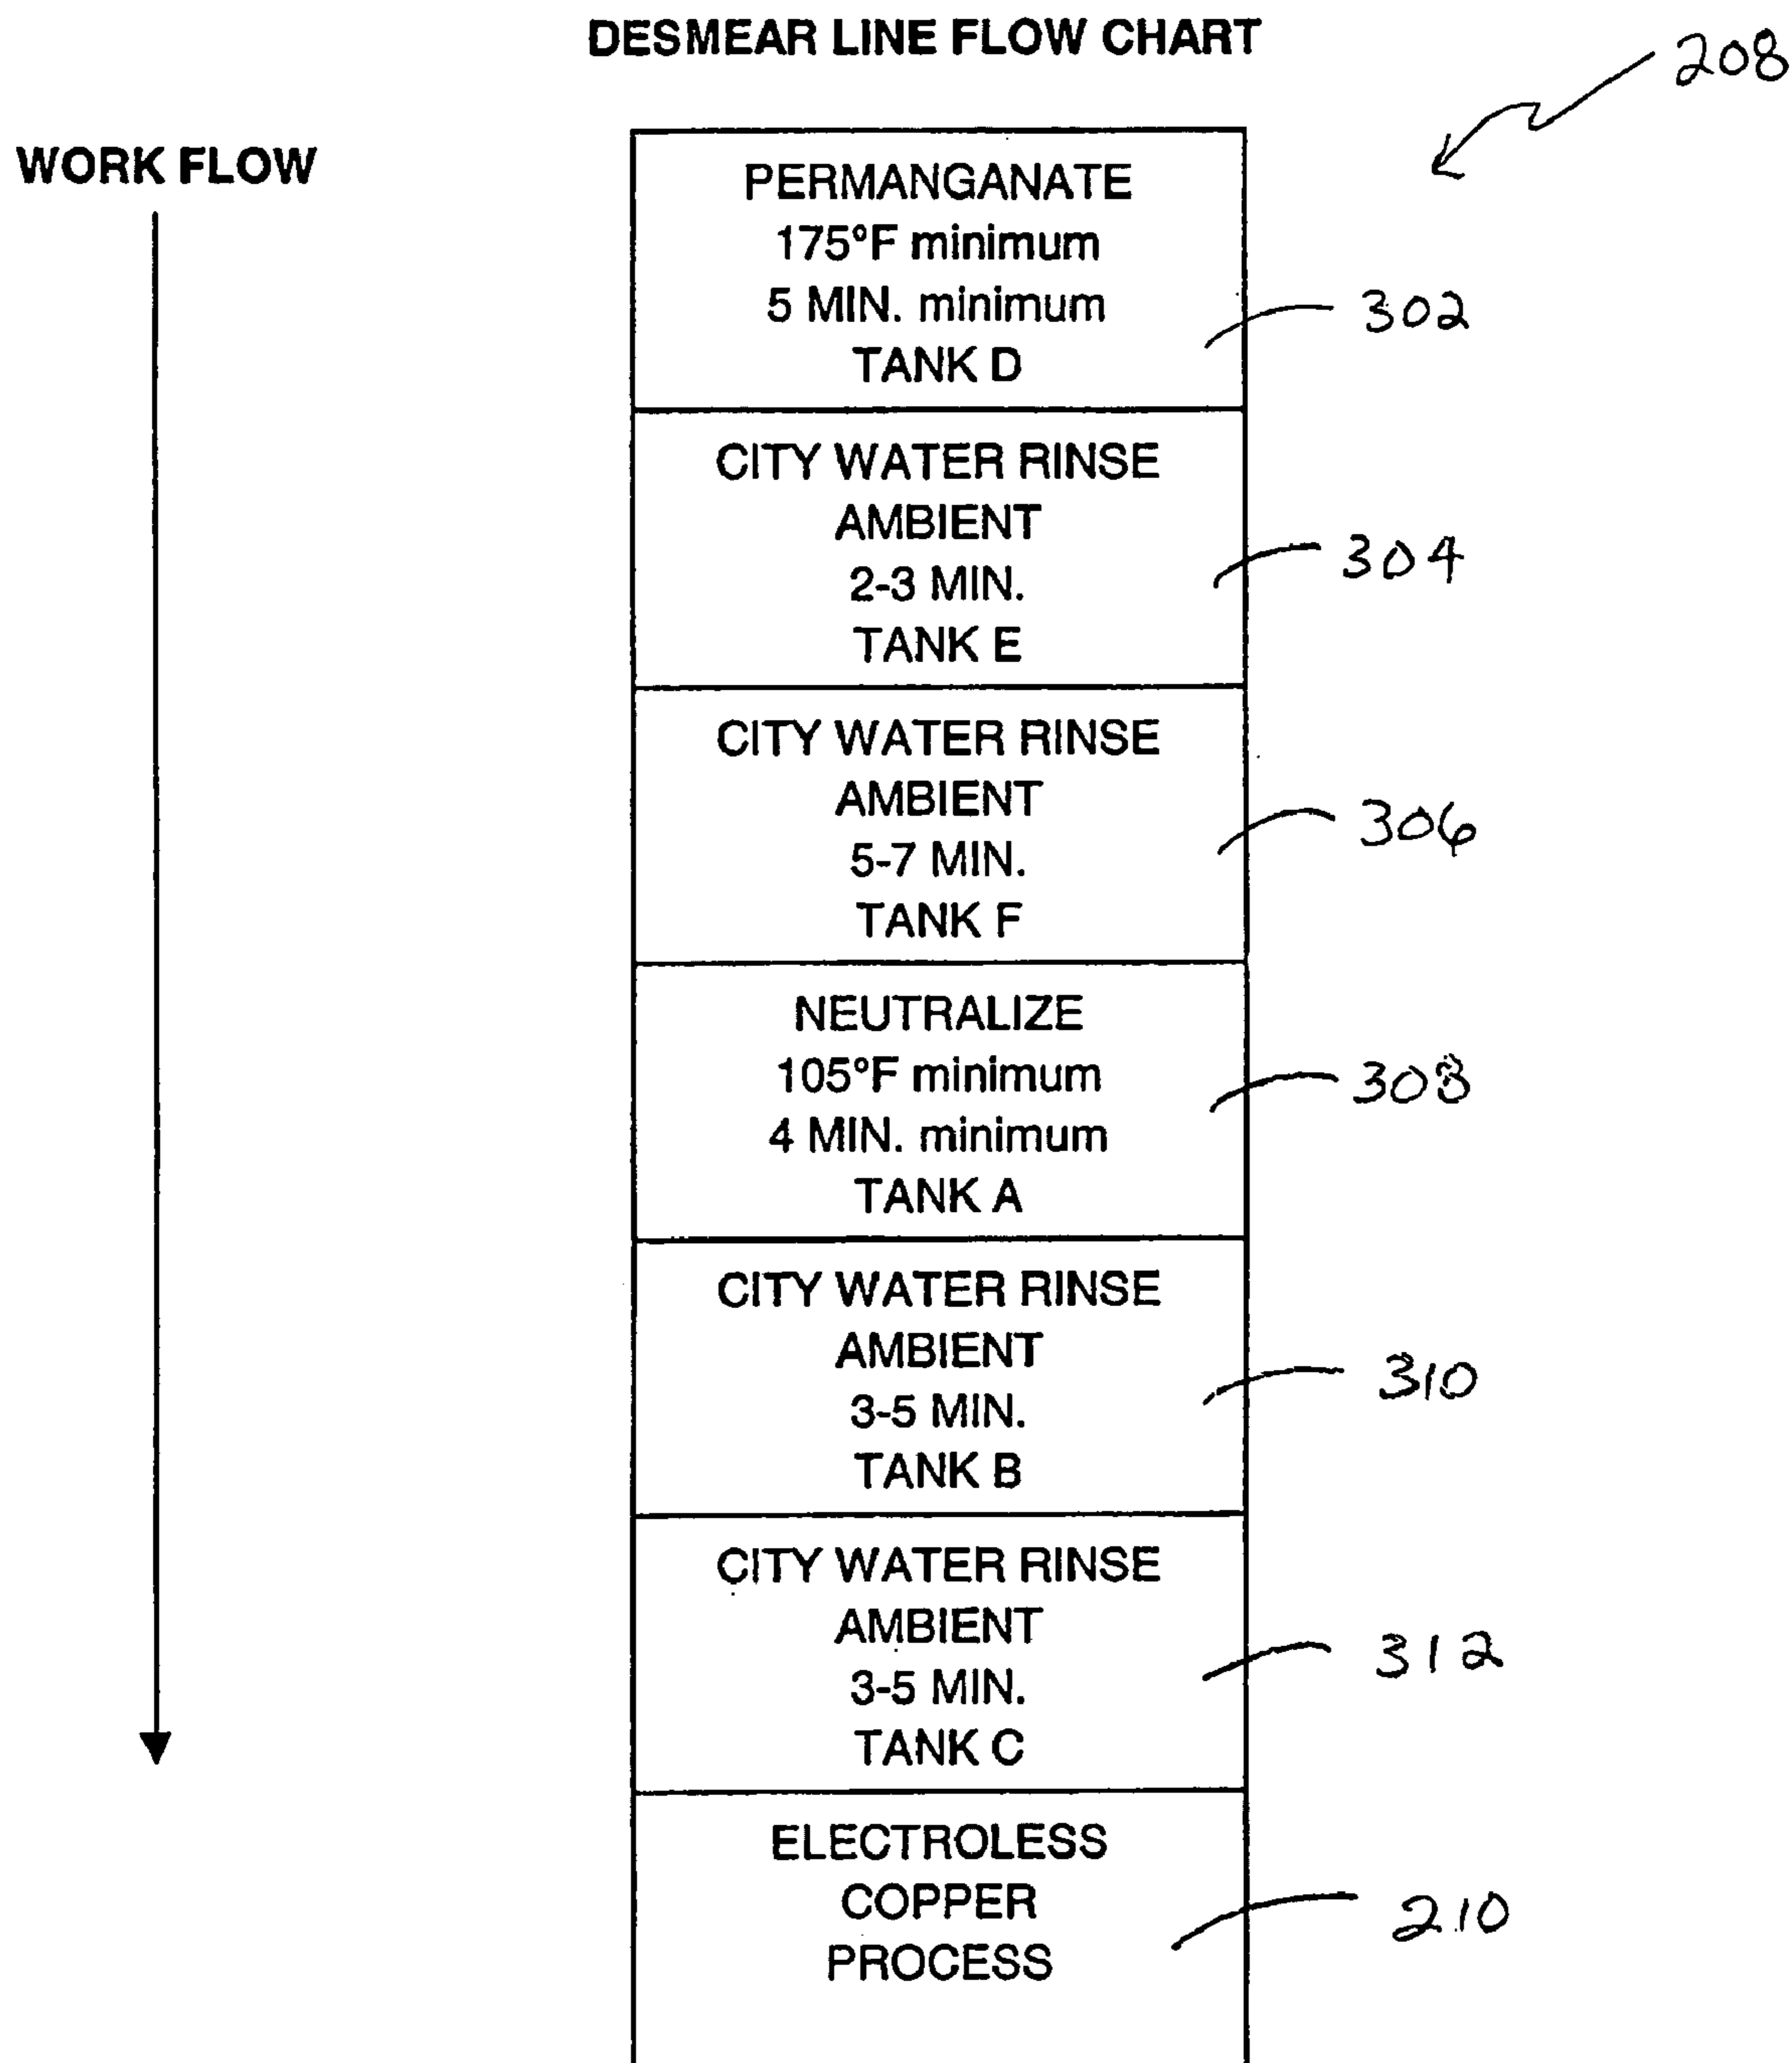 DESMEAR LINE FLOW CHART
208
WORK FLOW
PERMANGANATE
175°F minimum
5 MIN. minimum
TANK D
302
CITY WATER RINSE
AMBIENT
2-3 MIN.
TANK E
304
CITY WATER RINSE
AMBIENT
5-7 MIN.
TANK F
306
NEUTRALIZE
105°F minimum
4 MIN. minimum
TANK A
308
CITY WATER RINSE
AMBIENT
3-5 MIN.
TANK B
310
CITY WATER RINSE
AMBIENT
3-5 MIN.
TANK C
312
ELECTROLESS
COPPER
PROCESS
210